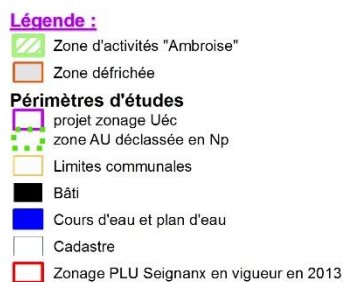 Légende :
Zone d'activités "Ambroise"
Zone défrichée
Périmètres d'études
projet zonage Uéc
zone AU déclassée en Np
Limites communales
Bâti
Cours d'eau et plan d'eau
Cadastre
Zonage PLU Seignanx en vigueur en 2013